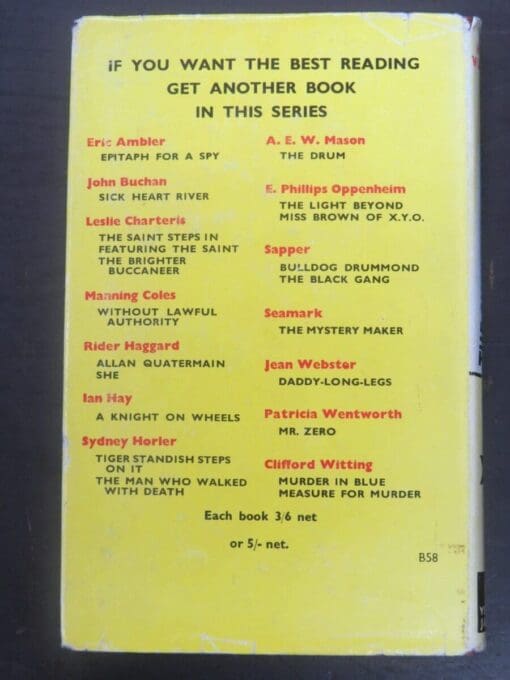 IF YOU WANT THE BEST READING
GET ANOTHER BOOK
IN THIS SERIES
Eric Ambler
EPITAPH FOR A SPY
John Buchan
SICK HEART RIVER
Leslie Charteris
THE SAINT STEPS IN
FEATURING THE SAINT
THE BRIGHTER
BUCCANEER
Manning Coles
WITHOUT LAWFUL
AUTHORITY
Rider Haggard
ALLAN QUATERMAIN
SHE
Ian Hay
A KNIGHT ON WHEELS
Sydney Horler
TIGER STANDISH STEPS
ON IT
THE MAN WHO WALKED
WITH DEATH
A. E. W. Mason
THE DRUM
E. Phillips Oppenheim
THE LIGHT BEYOND
MISS BROWN OF X.Y.O.
Sapper
BULLDOG DRUMMOND
THE BLACK GANG
Seamark
THE MYSTERY MAKER
Jean Webster
DADDY-LONG-LEGS
Patricia Wentworth
MR. ZERO
Clifford Witting
MURDER IN BLUE
MEASURE FOR MURDER
Each book 3/6 net
or 5/- net.
B58